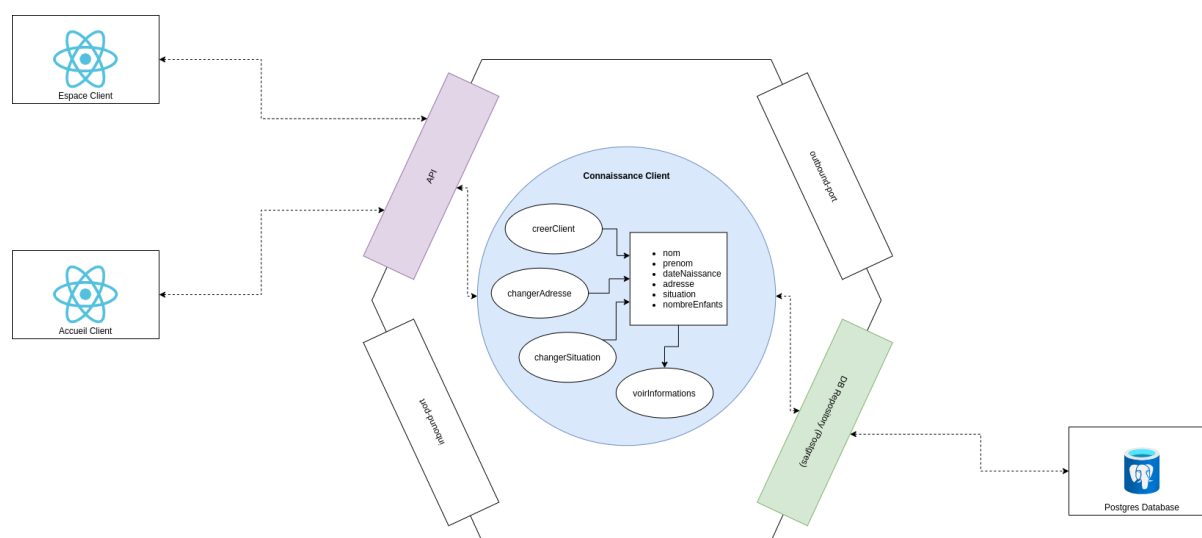 Espace Client
Accueil Client
API
inbound-port
Connaissance Client
creerClient
changerAdresse
changerSituation
nom
prenom
dateNaissance
adresse
situation
nombreEnfants
voirInformations
outbound-port
DB Repository (Postgres)
Postgres Database